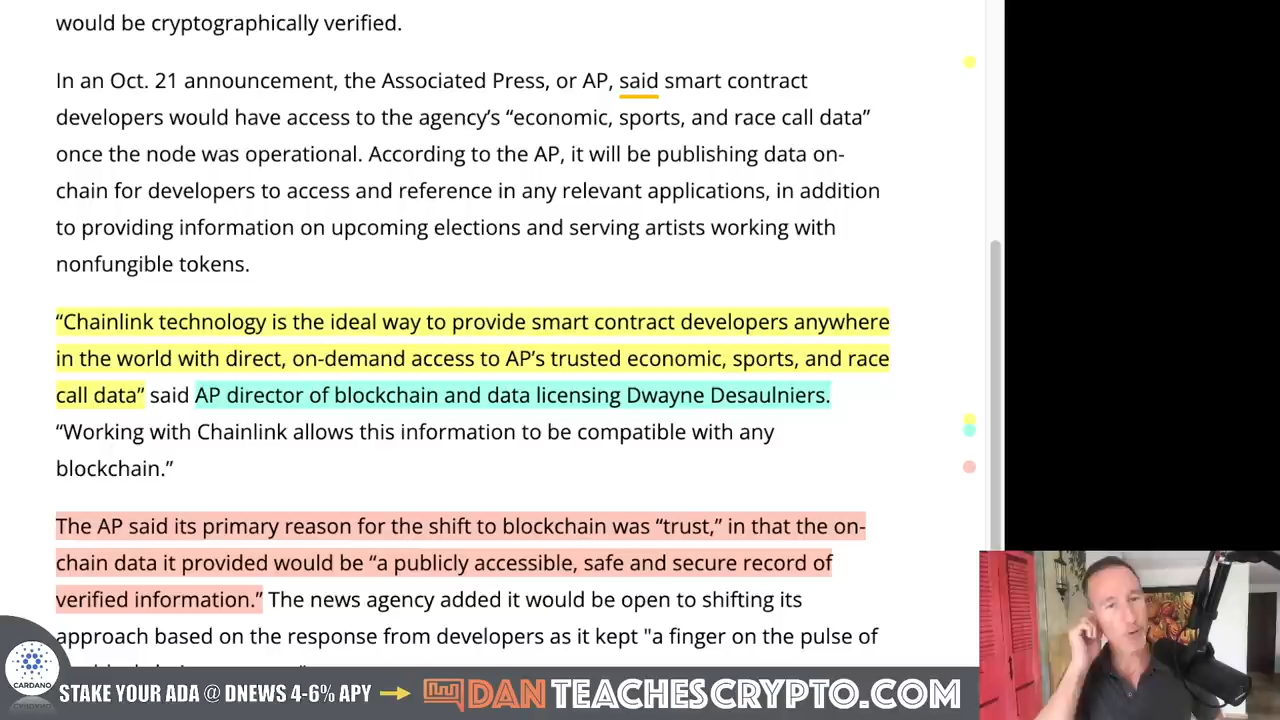 would be cryptographically verified.
In an Oct. 21 announcement, the Associated Press, or AP, said smart contract
developers would have access to the agency’s “economic, sports, and race call data”
once the node was operational. According to the AP, it will be publishing data on-
chain for developers to access and reference in any relevant applications, in addition
to providing information on upcoming elections and serving artists working with
nonfungible tokens.
“Chainlink technology is the ideal way to provide smart contract developers anywhere
in the world with direct, on-demand access to AP’s trusted economic, sports, and race
call data” said AP director of blockchain and data licensing Dwayne Desaulniers.
“Working with Chainlink allows this information to be compatible with any
blockchain.”
The AP said its primary reason for the shift to blockchain was “trust,” in that the on-
chain data it provided would be “a publicly accessible, safe and secure record of
verified information.” The news agency added it would be open to shifting its
approach based on the response from developers as it kept "a finger on the pulse of
CARDANO
STAKE YOUR ADA @ DNEWS 4-6% APY
DANTEACHESCRYPTO.COM